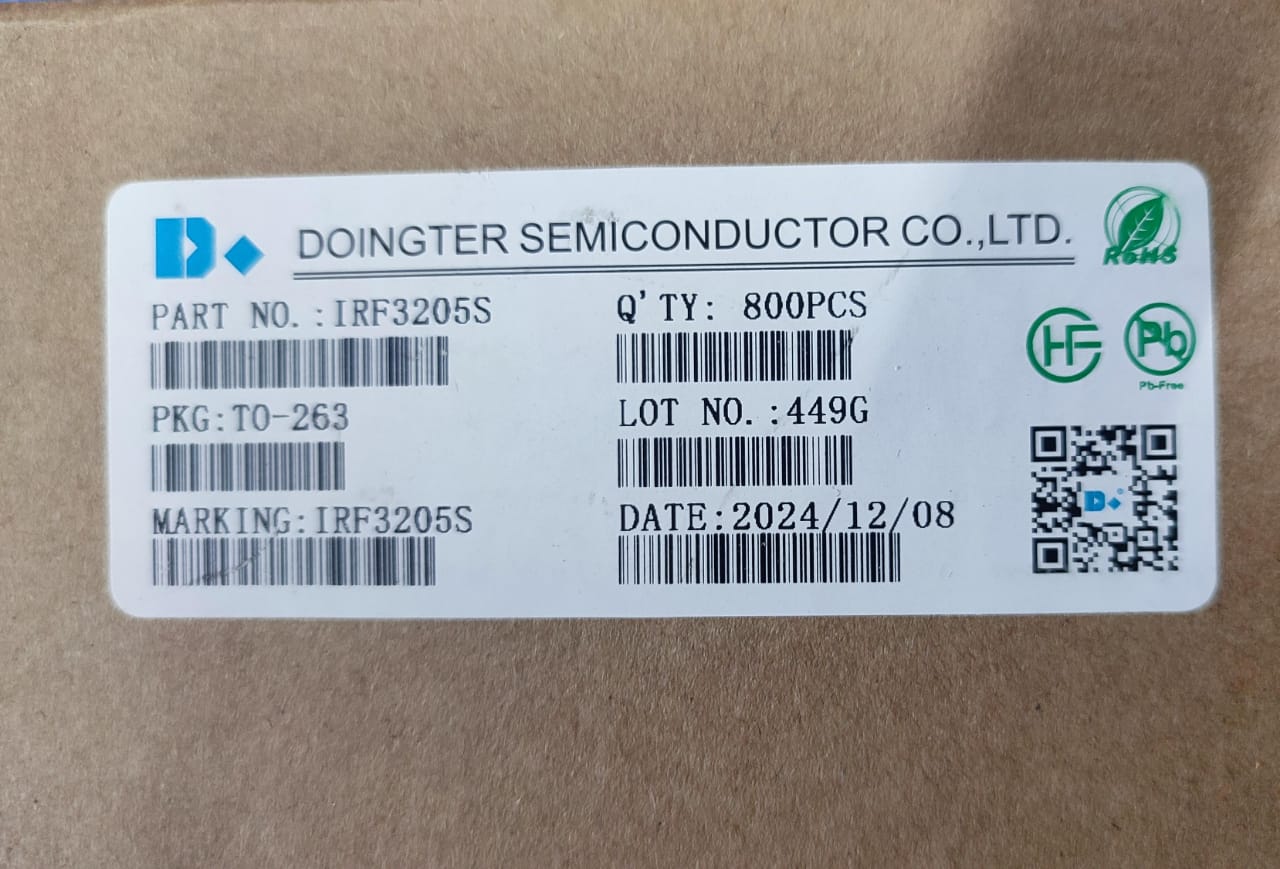 DOINGTER SEMICONDUCTOR CO.,LTD.
RoHS
PART NO.:IRF3205S
Q'TY: 800PCS
HF
Pb
Pb-Free
PKG:TO-263
LOT NO.:449G
MARKING:IRF3205S
DATE:2024/12/08